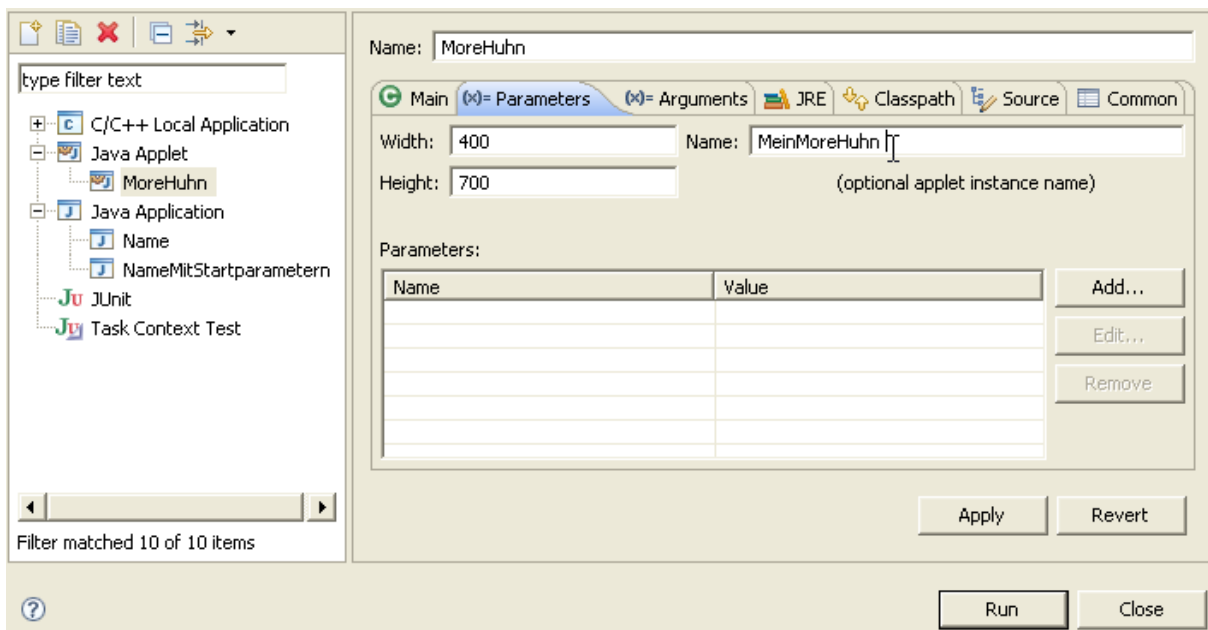 type filter text
C/C++ Local Application
Java Applet
MoreHuhn
Java Application
Name
NameMitStartparametern
JUnit
Task Context Test
Filter matched 10 of 10 items
Name: MoreHuhn
Main (x)= Parameters (x)= Arguments JRE Classpath Source Common
Width: 400 Name: MeinMoreHuhn
Height: 700 (optional applet instance name)
Parameters:
Name Value Add...
Edit...
Remove
Apply Revert
Run Close